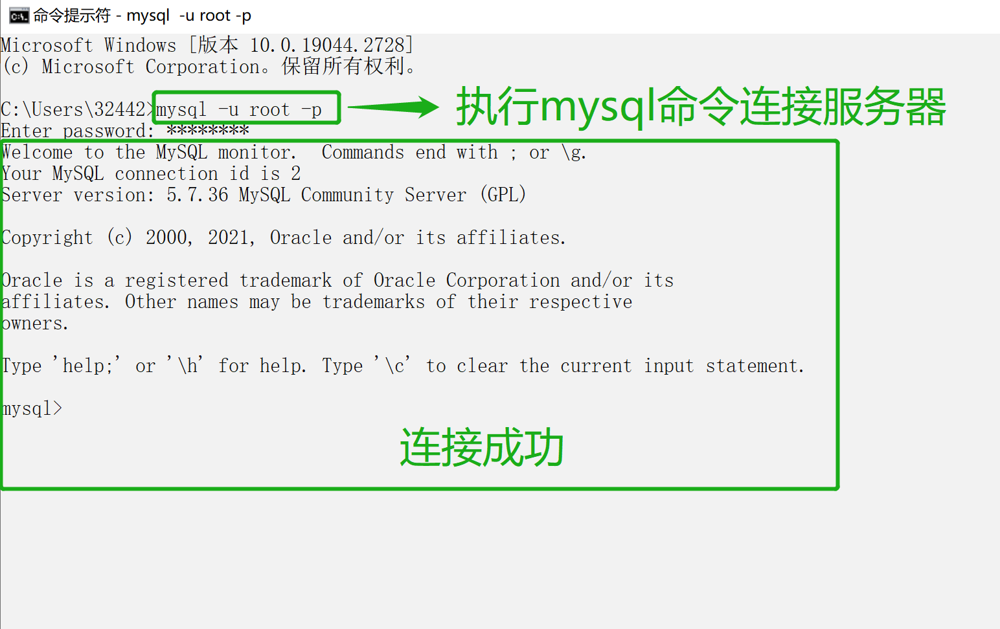 命令提示符 - mysql  -u root -p
Microsoft Windows [版本 10.0.19044.2728]
(c) Microsoft Corporation。保留所有权利。
C:\Users\32442>mysql -u root -p
执行mysql命令连接服务器
Enter password: ********
Welcome to the MySQL monitor.  Commands end with ; or \g.
Your MySQL connection id is 2
Server version: 5.7.36 MySQL Community Server (GPL)
Copyright (c) 2000, 2021, Oracle and/or its affiliates.
Oracle is a registered trademark of Oracle Corporation and/or its
affiliates. Other names may be trademarks of their respective
owners.
Type 'help;' or '\h' for help. Type '\c' to clear the current input statement.
mysql>
连接成功